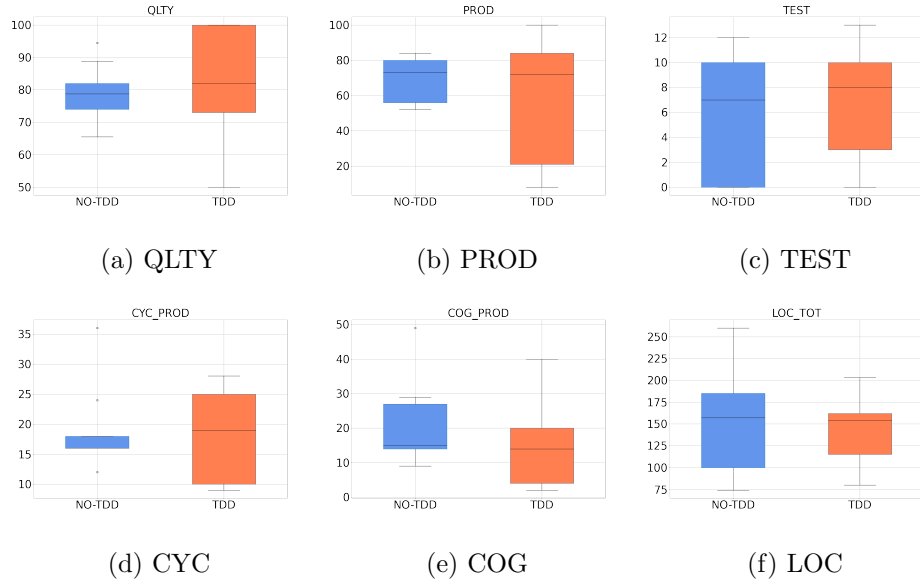 QLTY
100
90
80
70
60
50
NO-TDD
TDD
(a) QLTY
PROD
100
80
60
40
20
NO-TDD
TDD
(b) PROD
TEST
12
10
8
6
4
2
0
NO-TDD
TDD
(c) TEST
CYC_PROD
35
30
25
20
15
10
NO-TDD
TDD
(d) CYC
COG_PROD
50
40
30
20
10
0
NO-TDD
TDD
(e) COG
LOC_TOT
250
225
200
175
150
125
100
75
NO-TDD
TDD
(f) LOC